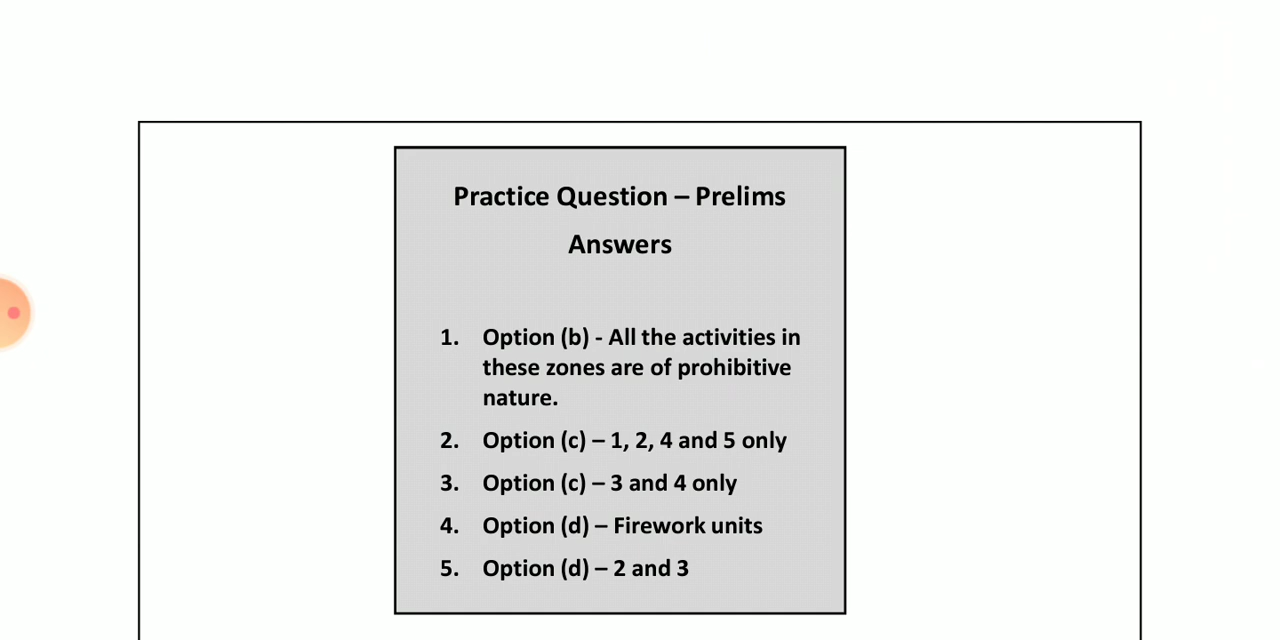 Practice Question – Prelims
Answers
1. Option (b) - All the activities in
these zones are of prohibitive
nature.
2. Option (c) – 1, 2, 4 and 5 only
3. Option (c) – 3 and 4 only
4. Option (d) – Firework units
5. Option (d) – 2 and 3